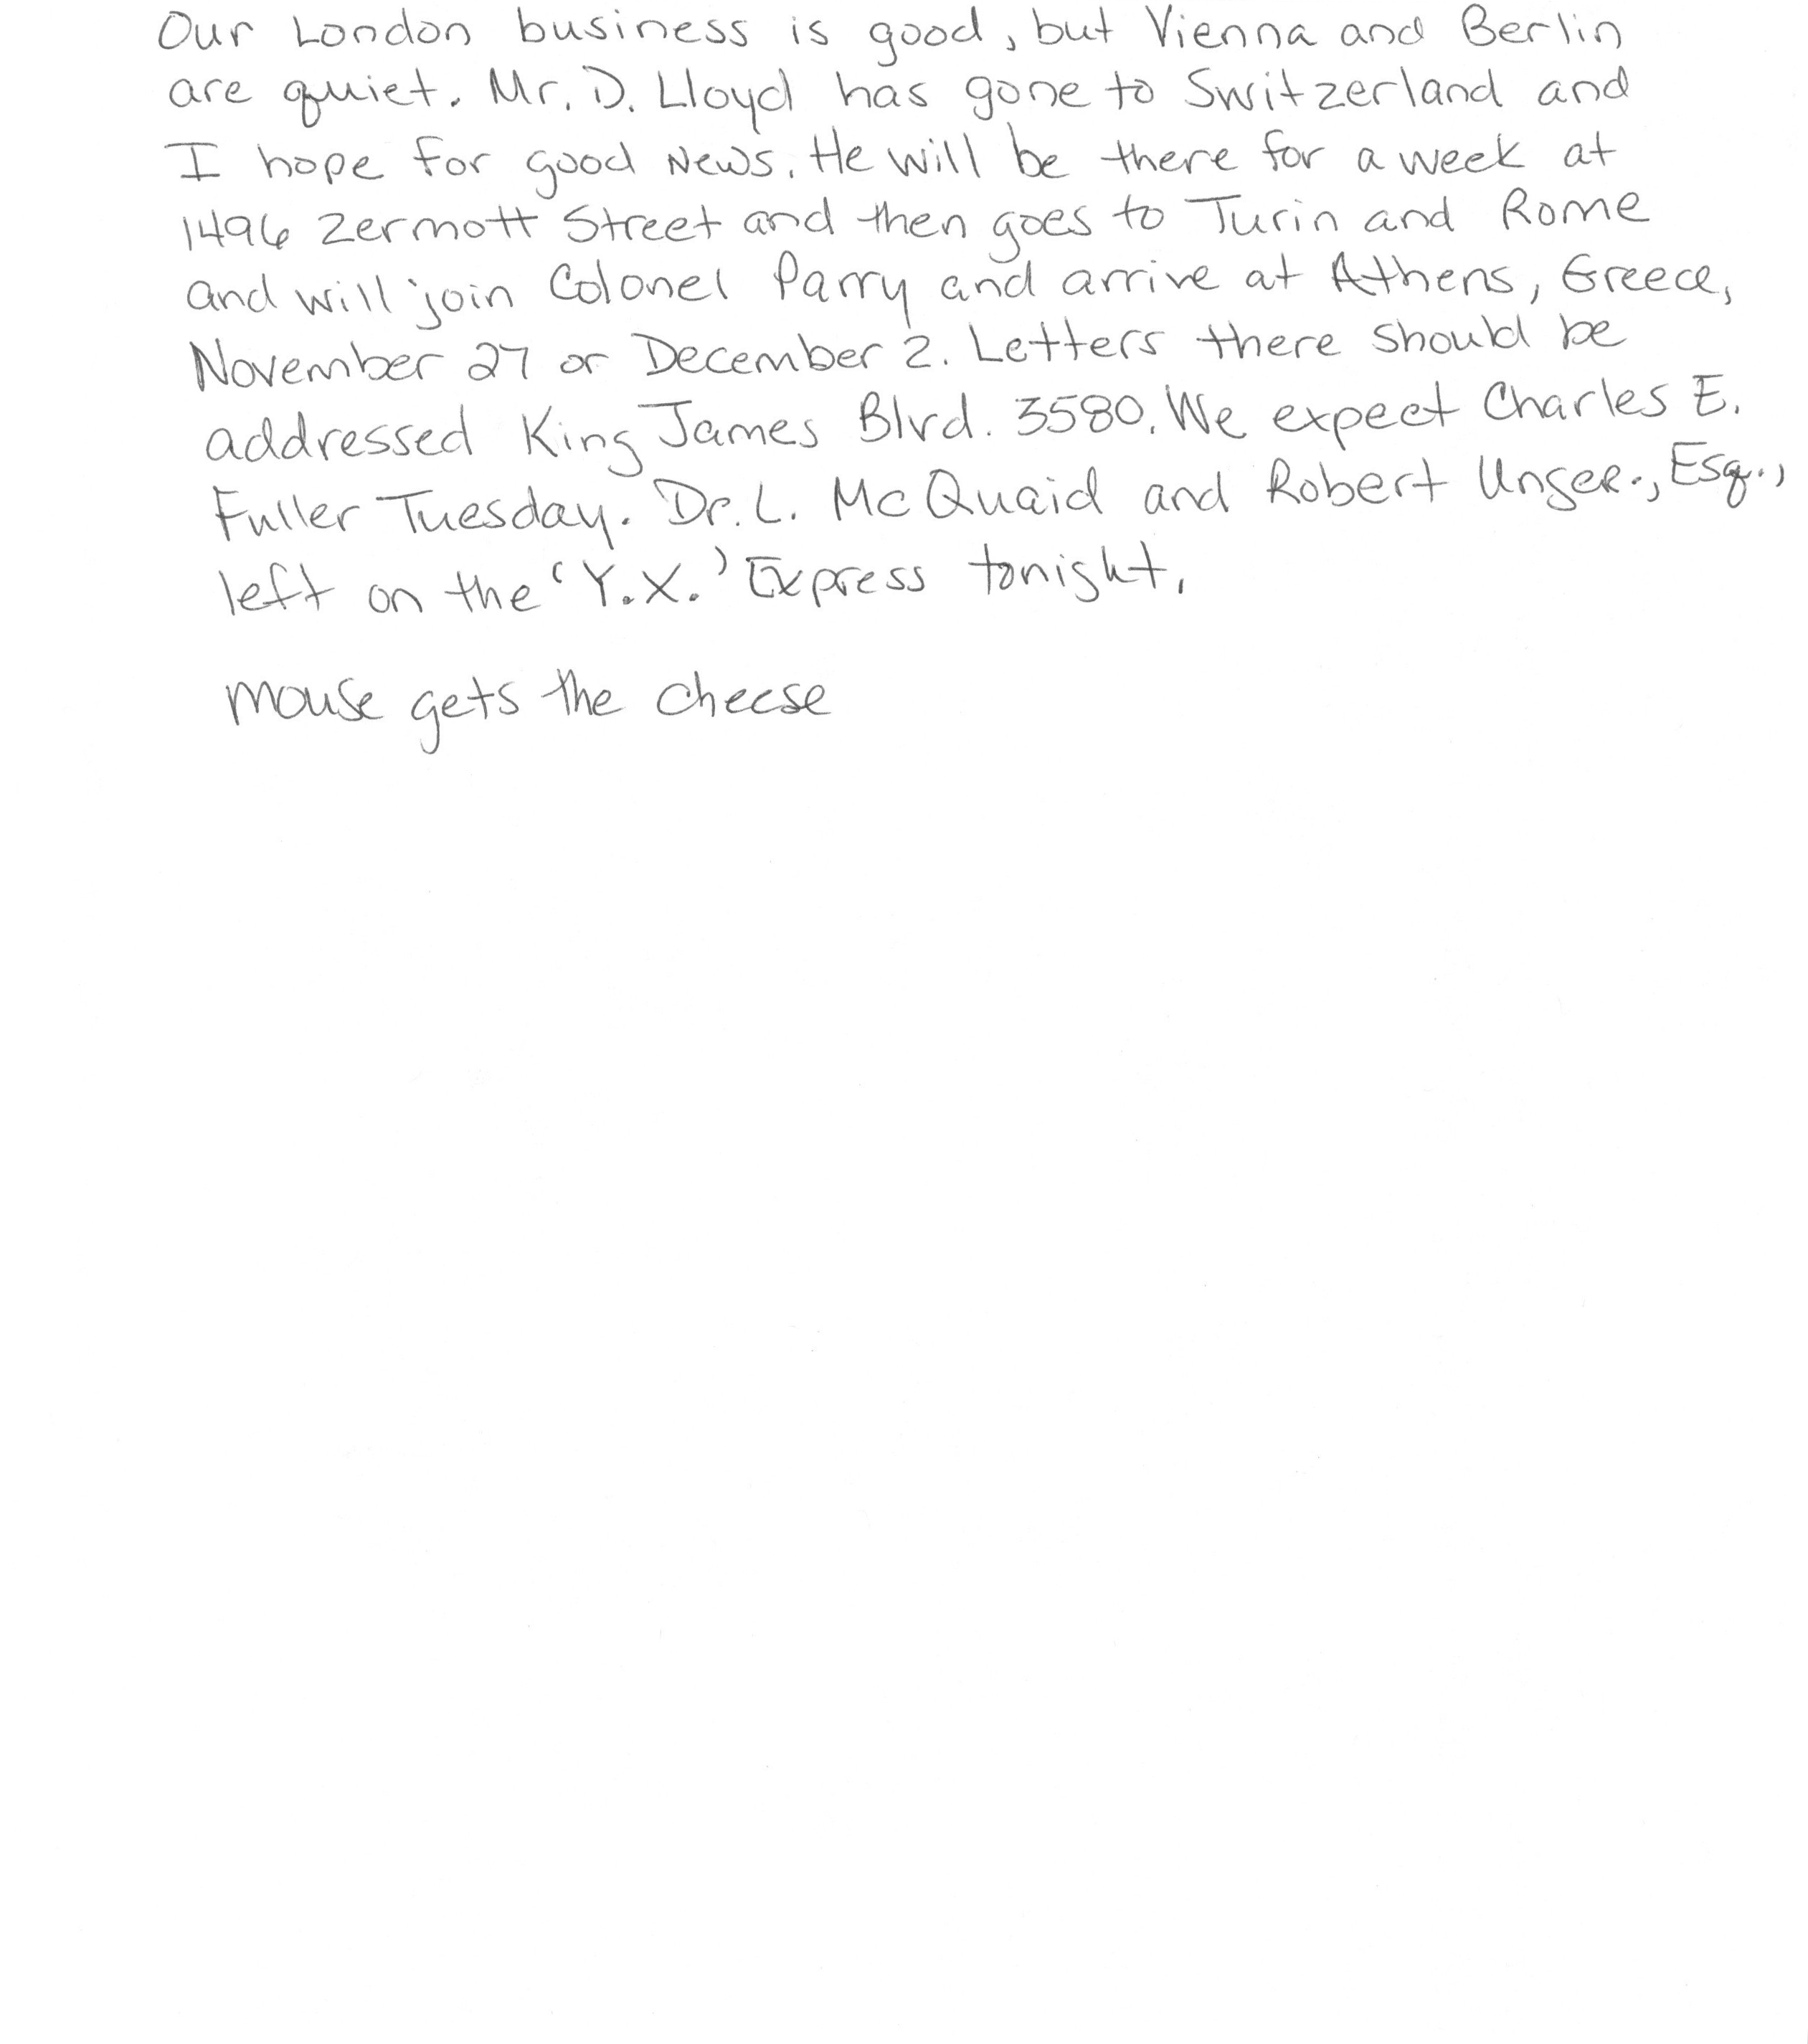 Our London business is good, but Vienna and Berlin
are quiet. Mr. D. Lloyd has gone to Switzerland and
I hope for good news. He will be there for a week at
1496 Zermott Street and then goes to Turin and Rome
and will join Colonel Parry and arrive at Athens, Greece,
November 27 or December 2. Letters there should be
addressed King James Blvd. 3580. We expect Charles E.
Fuller Tuesday. Dr. L. McQuaid and Robert Unger., Esq.,
left on the 'Y.X.' Express tonight.
mouse gets the cheese